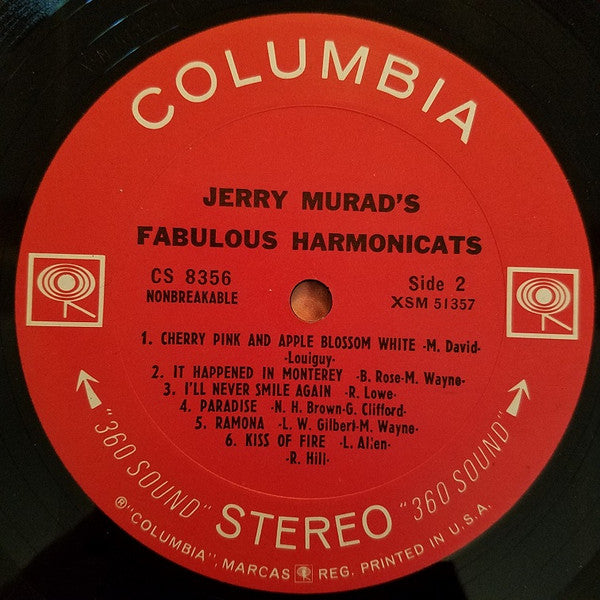 COLUMBIA
JERRY MURAD'S
FABULOUS HARMONICATS
CS 8356
NONBREAKABLE
Side 2
XSM 51357
1. CHERRY PINK AND APPLE BLOSSOM WHITE -M. David-
-Louiguy-
2. IT HAPPENED IN MONTEREY -B. Rose-M. Wayne-
3. I'LL NEVER SMILE AGAIN -R. Lowe-
4. PARADISE -N. H. Brown-G. Clifford-
5. RAMONA -L. W. Gilbert-M. Wayne-
6. KISS OF FIRE -L. Allen-
-R. Hill-
"360 SOUND" STEREO "360 SOUND"
®"COLUMBIA", MARCAS REG. PRINTED IN U.S.A.